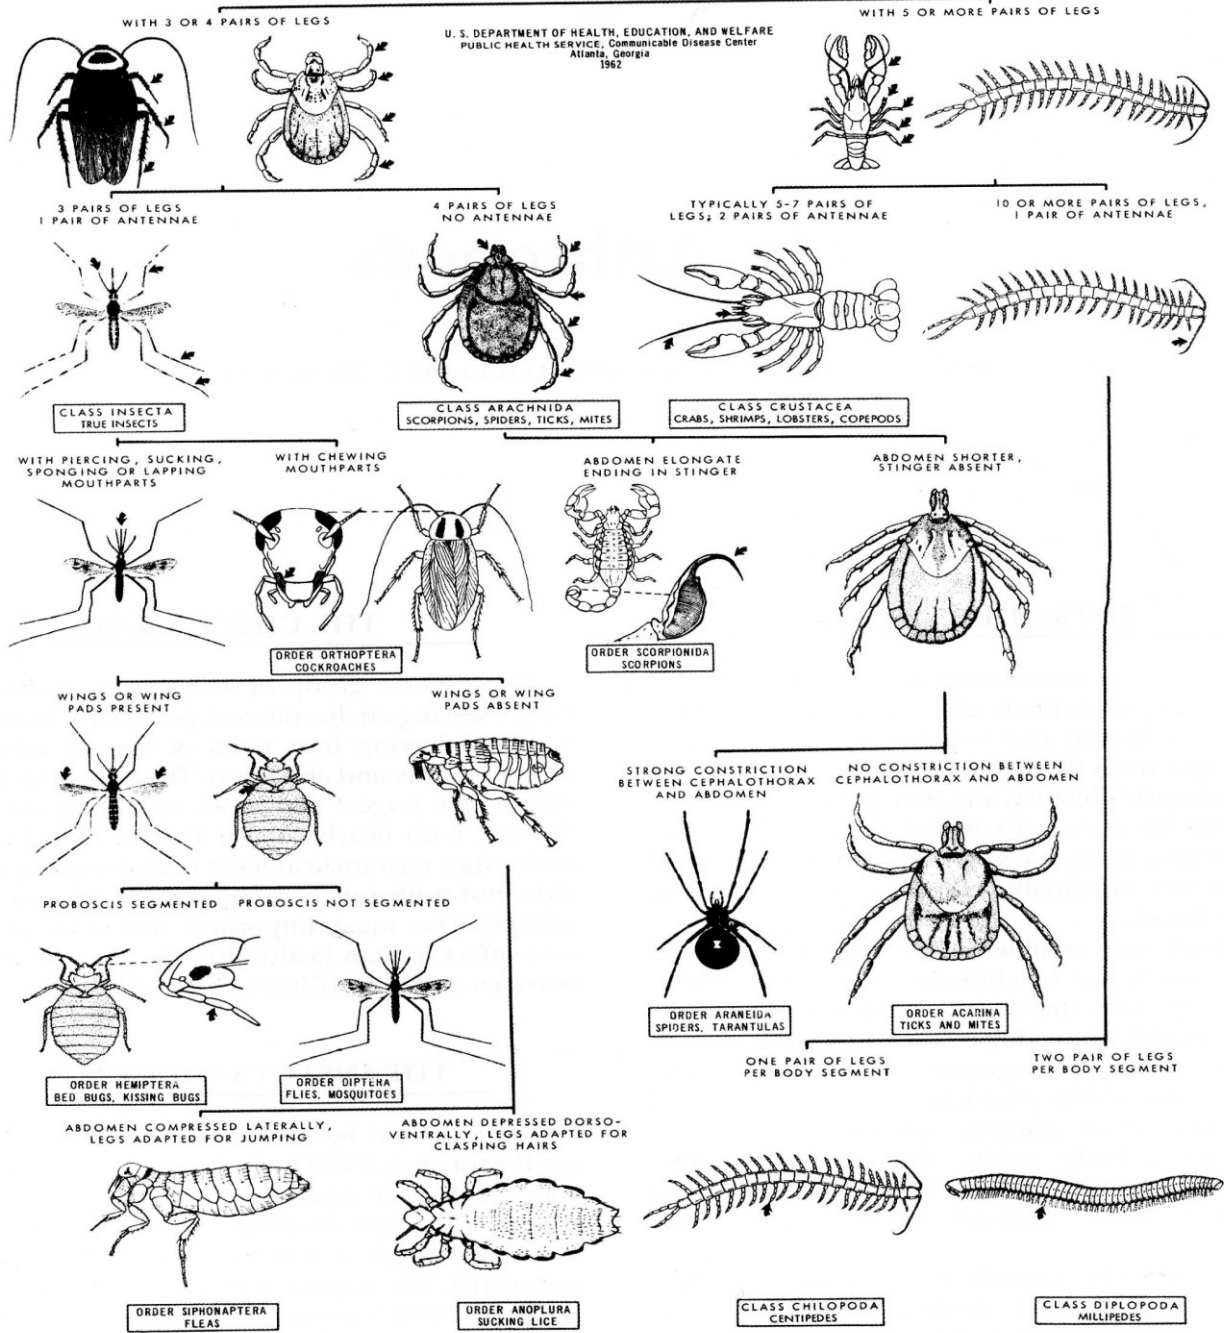 WITH 3 OR 4 PAIRS OF LEGS
U. S. DEPARTMENT OF HEALTH, EDUCATION, AND WELFARE
PUBLIC HEALTH SERVICE, Communicable Disease Center
Atlanta, Georgia
1962
WITH 5 OR MORE PAIRS OF LEGS
3 PAIRS OF LEGS
1 PAIR OF ANTENNAE
4 PAIRS OF LEGS
NO ANTENNAE
TYPICALLY 5-7 PAIRS OF
LEGS; 2 PAIRS OF ANTENNAE
10 OR MORE PAIRS OF LEGS,
1 PAIR OF ANTENNAE
CLASS INSECTA
TRUE INSECTS
CLASS ARACHNIDA
SCORPIONS, SPIDERS, TICKS, MITES
CLASS CRUSTACEA
CRABS, SHRIMPS, LOBSTERS, COPEPODS
WITH PIERCING, SUCKING,
SPONGING OR LAPPING
MOUTHPARTS
WITH CHEWING
MOUTHPARTS
ABDOMEN ELONGATE
ENDING IN STINGER
ABDOMEN SHORTER,
STINGER ABSENT
ORDER ORTHOPTERA
COCKROACHES
ORDER SCORPIONIDA
SCORPIONS
WINGS OR WING
PADS PRESENT
WINGS OR WING
PADS ABSENT
STRONG CONSTRICTION
BETWEEN CEPHALOTHORAX
AND ABDOMEN
NO CONSTRICTION BETWEEN
CEPHALOTHORAX AND ABDOMEN
PROBOSCIS SEGMENTED
PROBOSCIS NOT SEGMENTED
ORDER ARANEIDA
SPIDERS, TARANTULAS
ORDER ACARINA
TICKS AND MITES
ONE PAIR OF LEGS
PER BODY SEGMENT
TWO PAIR OF LEGS
PER BODY SEGMENT
ORDER HEMIPTERA
BED BUGS, KISSING BUGS
ORDER DIPTERA
FLIES, MOSQUITOES
ABDOMEN COMPRESSED LATERALLY,
LEGS ADAPTED FOR JUMPING
ABDOMEN DEPRESSED DORSO-
VENTRALLY, LEGS ADAPTED FOR
CLASPING HAIRS
ORDER SIPHONAPTERA
FLEAS
ORDER ANOPLURA
SUCKING LICE
CLASS CHILOPODA
CENTIPEDES
CLASS DIPLOPODA
MILLIPEDES